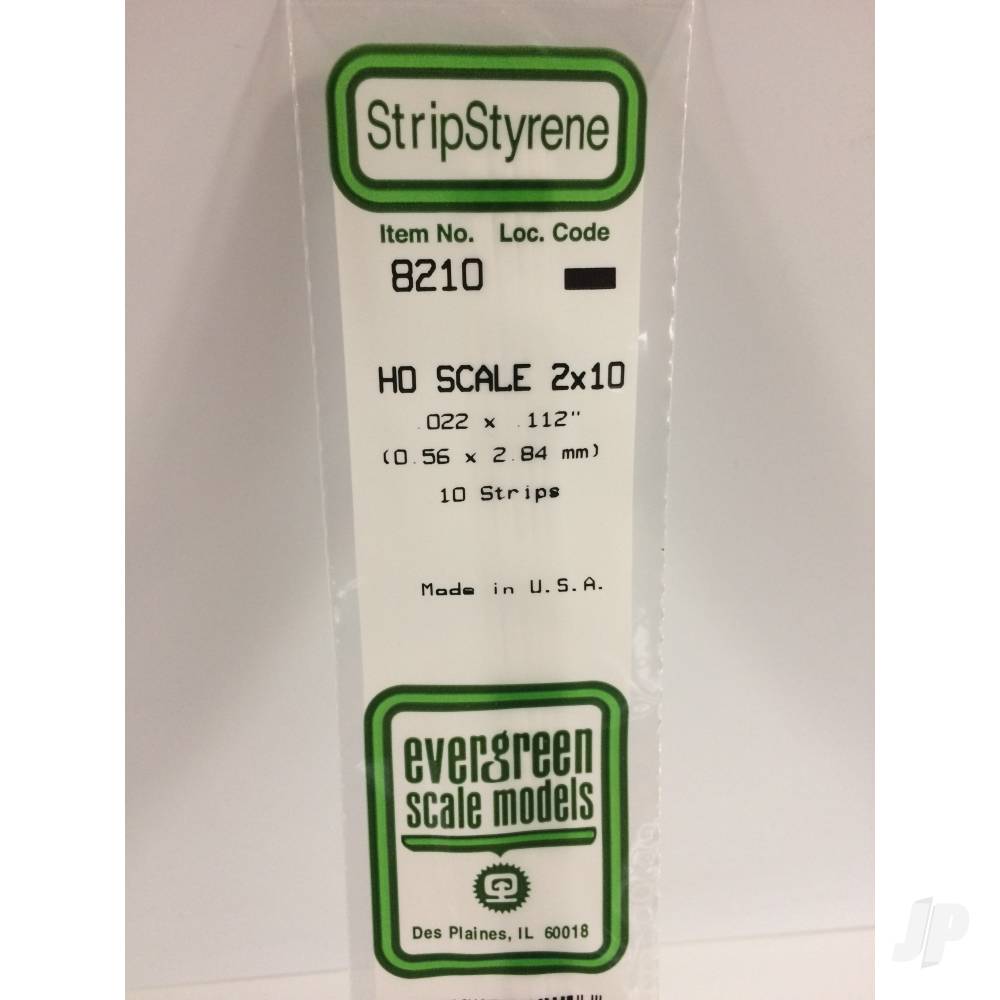 StripStyrene
Item No. Loc. Code
8210
HO SCALE 2x10
.022 x .112"
(0.56 x 2.84 mm)
10 Strips
Made in U.S.A.
evergreen
scale models
Des Plaines, IL 60018
JP